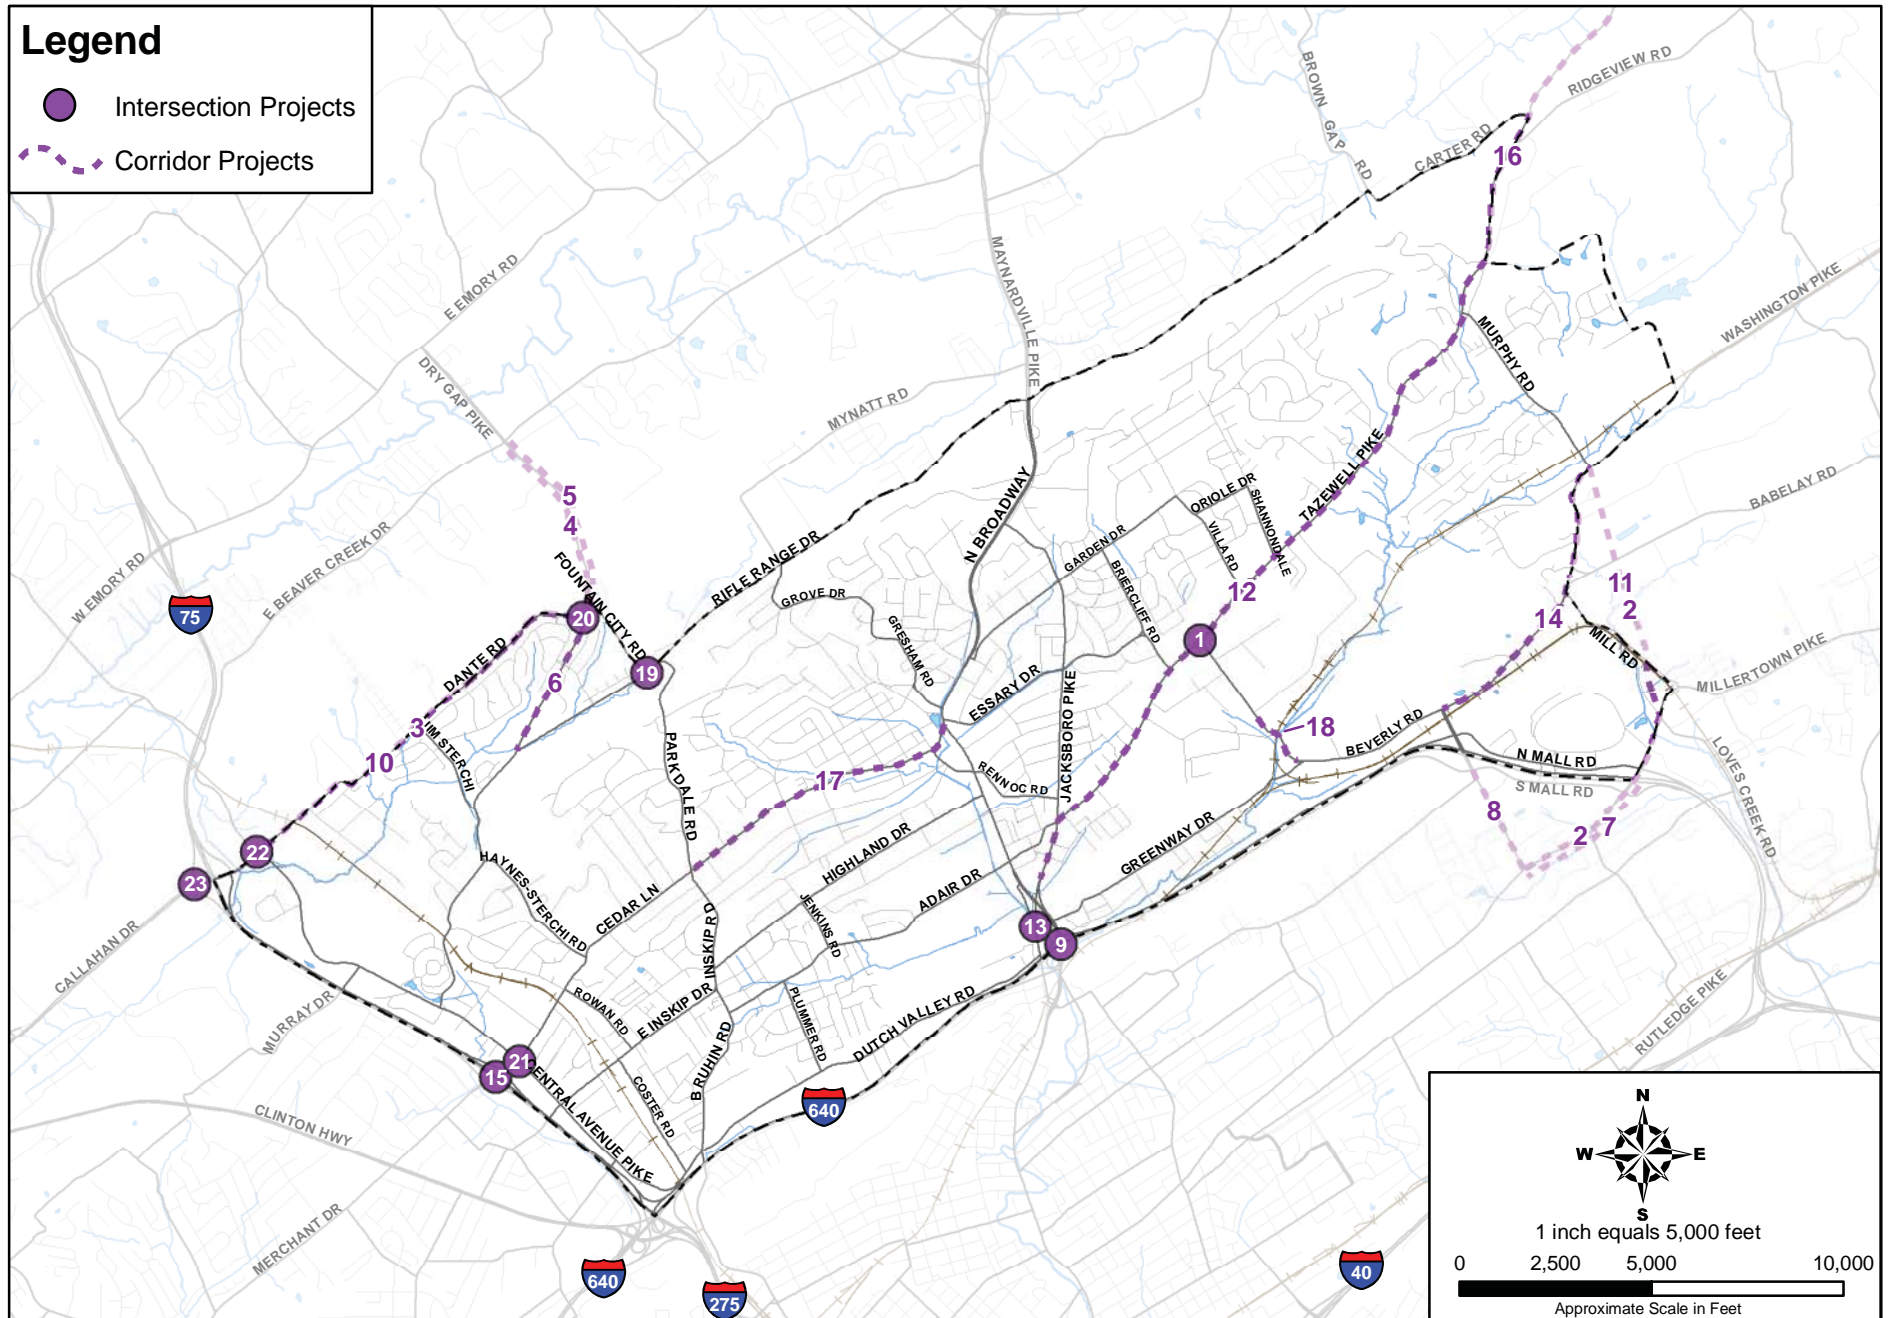 Legend
Intersection Projects
Corridor Projects
BROWN GAP RD
RIDGEVIEW RD
CARTER RD
16
MAYNARDVILLE PIKE
E EMORY RD
WASHINGTON PIKE
MURPHY RD
DRY GAP PIKE
MYNATT RD
TAZEWELL PIKE
N BROADWAY
ORIOLE DR
SHANNONDALE
VILLA RD
BABELAY RD
5
4
GARDEN DR
W EMORY RD
E BEAVER CREEK DR
FOUNTAIN CITY RD
RIFLE RANGE DR
BRIERCLIFF RD
GROVE DR
12
11
2
75
20
14
GRESHAM RD
1
MILL RD
DANTE RD
19
6
ESSARY DR
JACKSBORO PIKE
MILLERTOWN PIKE
3
JIM STERCHI
18
BEVERLY RD
10
PARKDALE RD
17
RENNOC RD
N MALL RD
S MALL RD
LOVES CREEK RD
8
7
2
22
HIGHLAND DR
GREENWAY DR
23
HAYNES-STERCHI RD
CEDAR LN
ADAIR DR
JENKINS RD
INSKIP RD
13
9
CALLAHAN DR
MURRAY DR
ROWAN RD
E INSKIP DR
PLUMMER RD
DUTCH VALLEY RD
RUTLEDGE PIKE
BRUHIN RD
21
15
CENTRAL AVENUE PIKE
COSTER RD
640
CLINTON HWY
MERCHANT DR
640
275
40
N
W
E
S
1 inch equals 5,000 feet
0 2,500 5,000 10,000
Approximate Scale in Feet